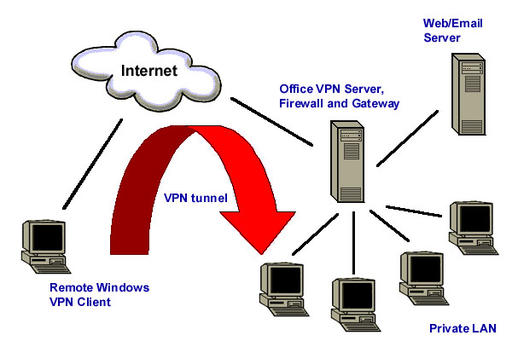 Web/Email
Server
Internet
Office VPN Server,
Firewall and Gateway
VPN tunnel
Remote Windows
VPN Client
Private LAN